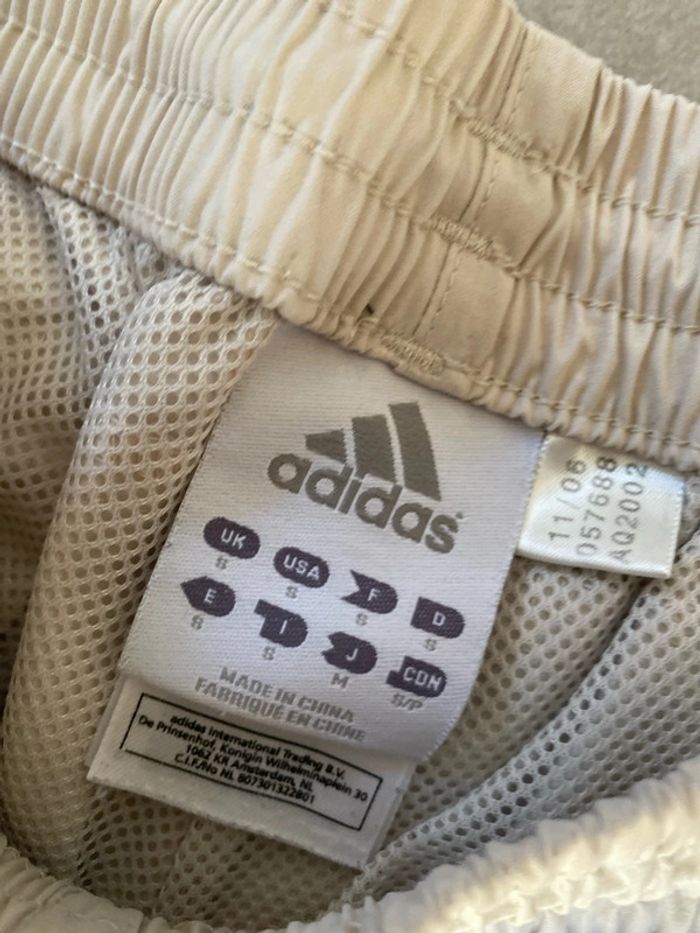 adidas
UK USA F D
S S S S
E I J CDN
S S M S/P
MADE IN CHINA
FABRIQUÉ EN CHINE
adidas International Trading B.V.
De Prinsenhof, Konigin Wilhelminaplein 30
1062 KR Amsterdam, NL
C.I.F./No NL 807301322B01
11/06
057688
AQ2002